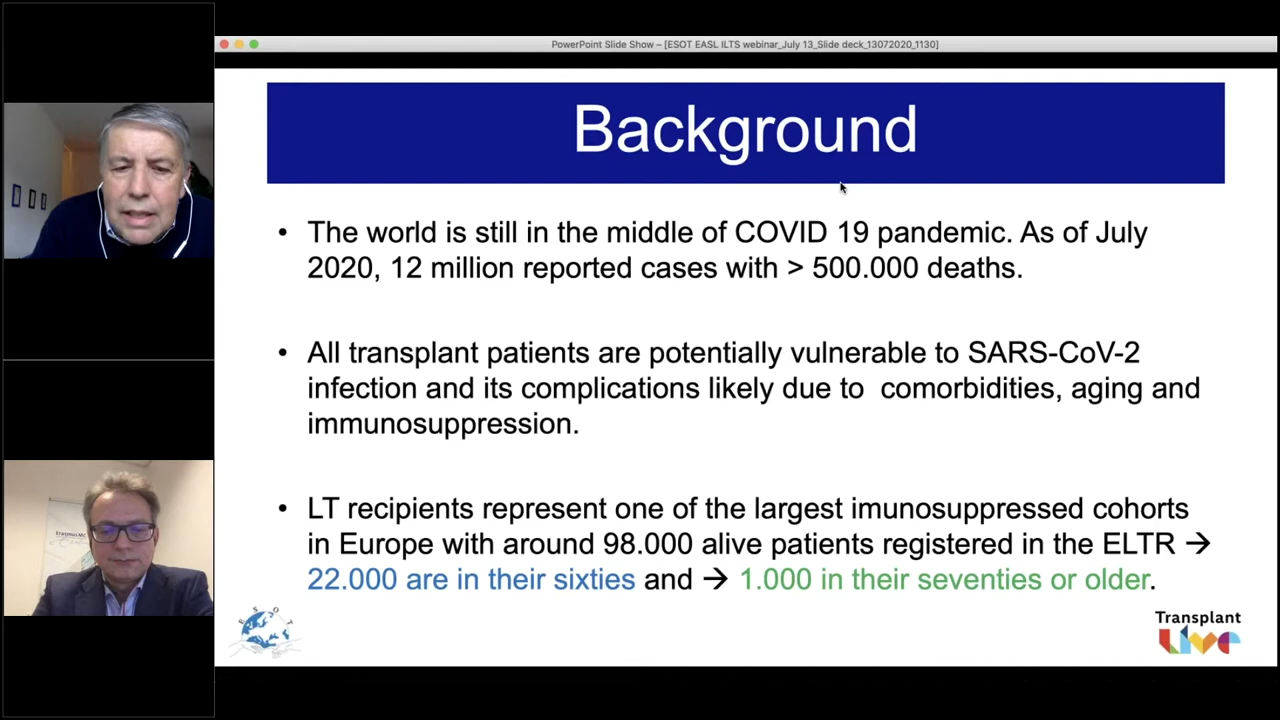 PowerPoint Slide Show – [ESOT EASL ILTS webinar_July 13_Slide deck_13072020_1130]
Background
• The world is still in the middle of COVID 19 pandemic. As of July
2020, 12 million reported cases with > 500.000 deaths.
• All transplant patients are potentially vulnerable to SARS-CoV-2
infection and its complications likely due to comorbidities, aging and
immunosuppression.
• LT recipients represent one of the largest imunosuppressed cohorts
in Europe with around 98.000 alive patients registered in the ELTR →
22.000 are in their sixties and → 1.000 in their seventies or older.
Erasmus MC
ESOT
Transplant
Live